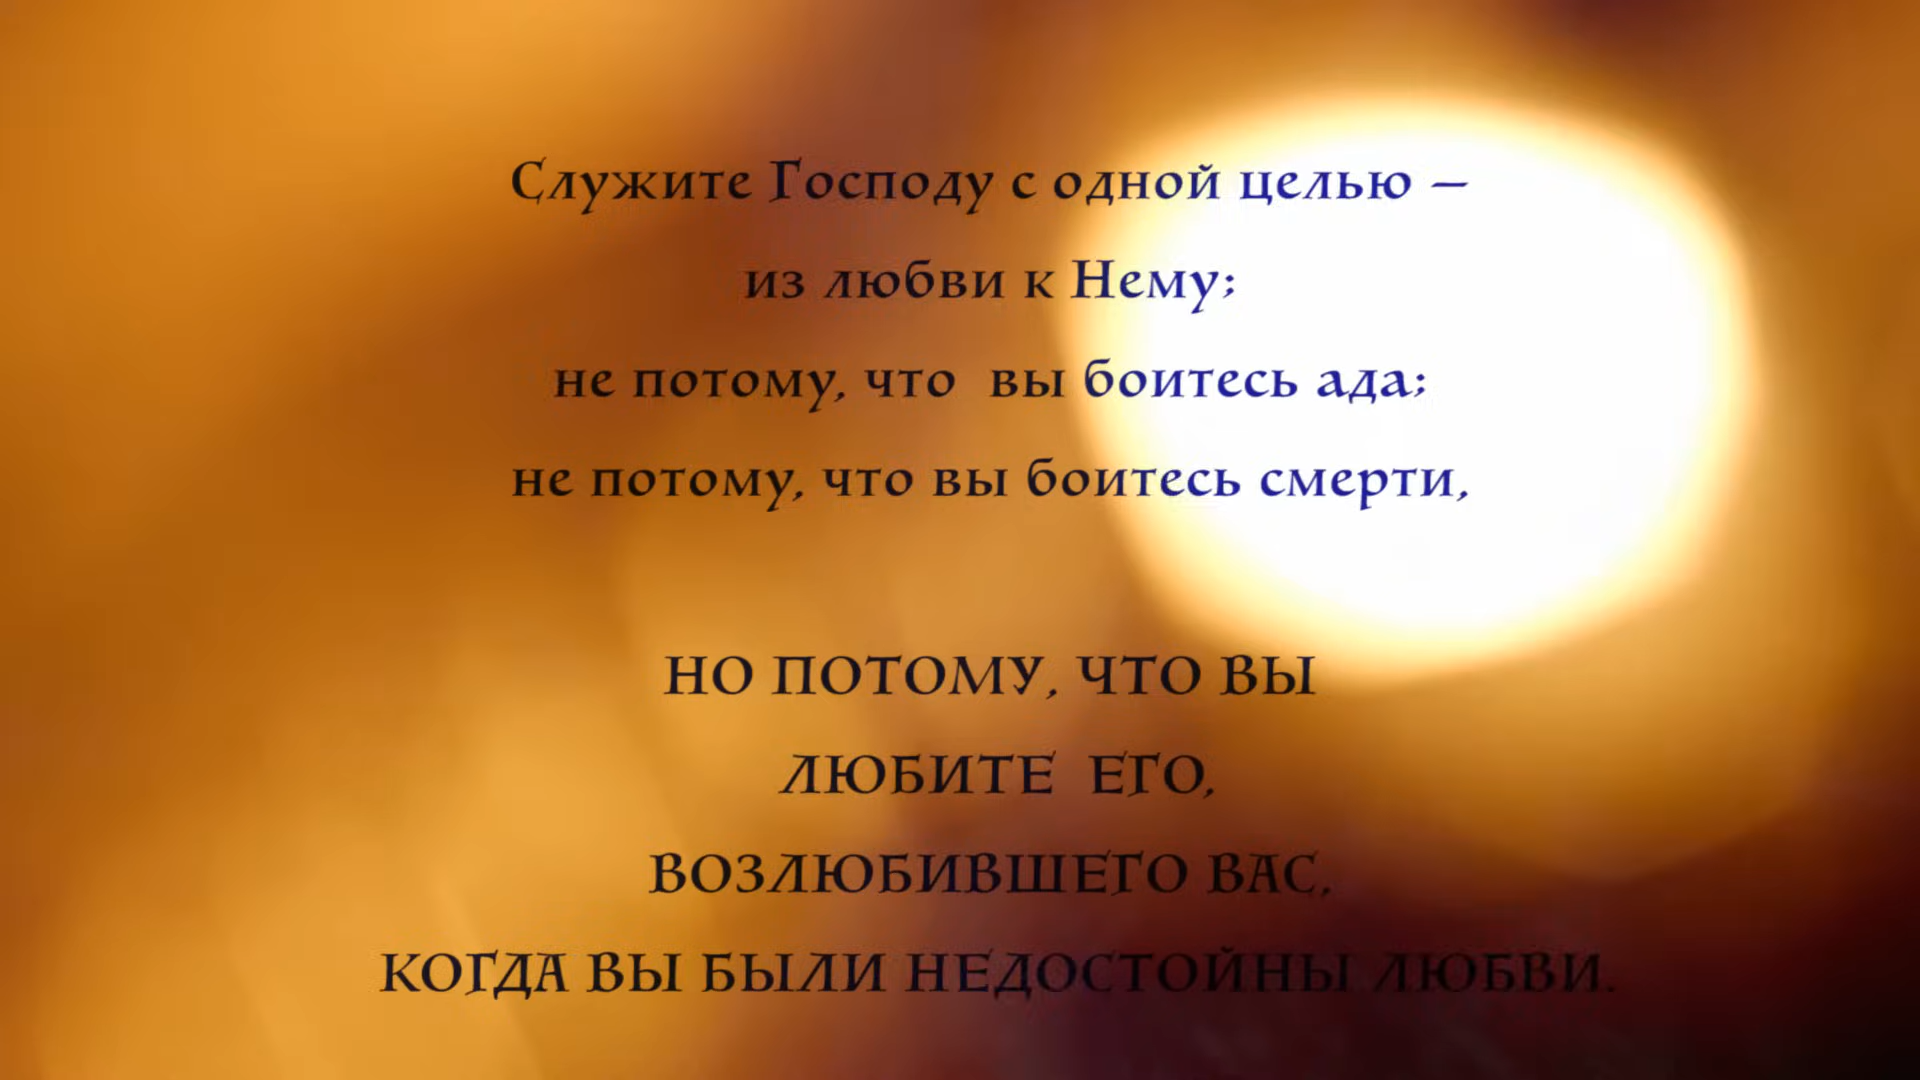 Служите Господу с одной целью –
из любви к Нему;
не потому, что вы боитесь ада;
не потому, что вы боитесь смерти,
НО ПОТОМУ, ЧТО ВЫ
ЛЮБИТЕ ЕГО,
ВОЗЛЮБИВШЕГО ВАС,
КОГДА ВЫ БЫЛИ НЕДОСТОЙНЫ ЛЮБВИ.